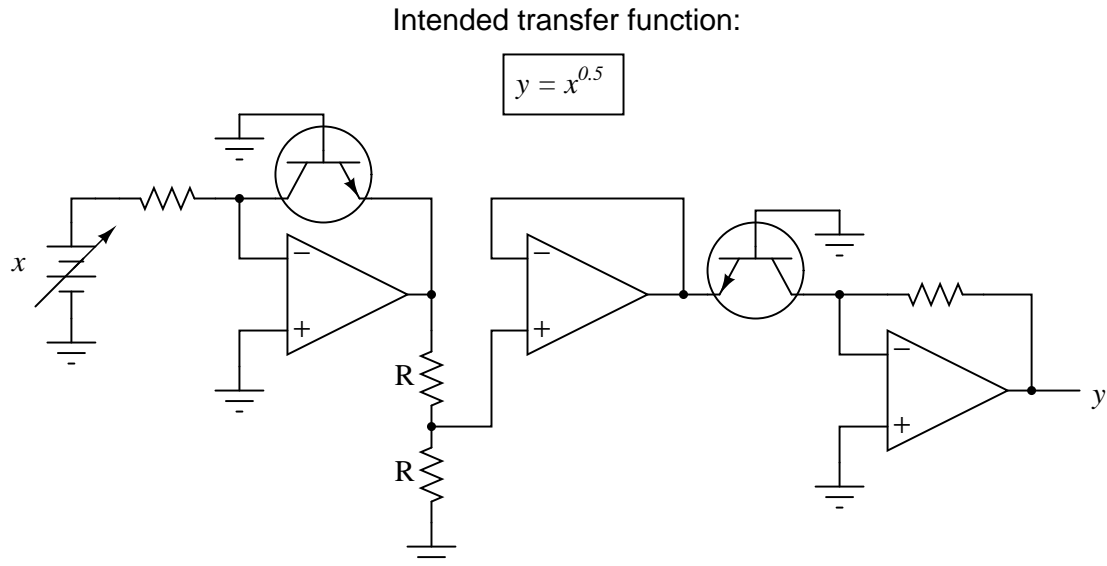 Intended transfer function:
y = x^0.5
x
−
+
R
R
−
+
−
+
y